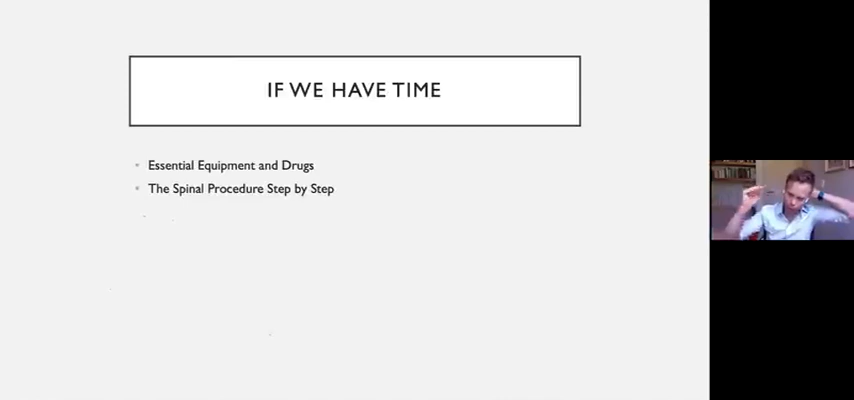 IF WE HAVE TIME
Essential Equipment and Drugs
The Spinal Procedure Step by Step